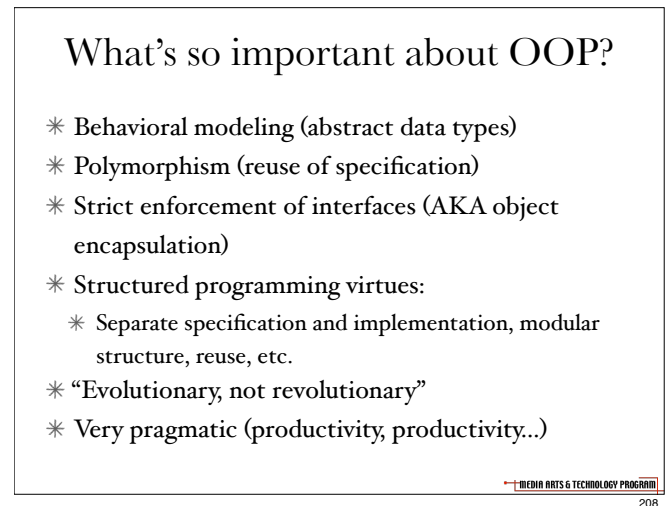 What's so important about OOP?
✳ Behavioral modeling (abstract data types)
✳ Polymorphism (reuse of specification)
✳ Strict enforcement of interfaces (AKA object
encapsulation)
✳ Structured programming virtues:
✳ Separate specification and implementation, modular
structure, reuse, etc.
✳ “Evolutionary, not revolutionary”
✳ Very pragmatic (productivity, productivity...)
MEDIA ARTS & TECHNOLOGY PROGRAM
208